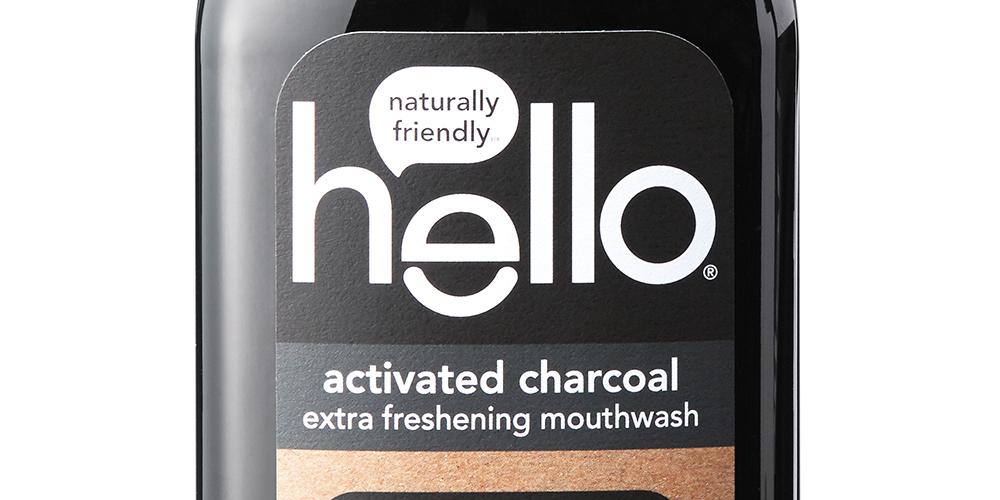 naturally
friendly
hello®
activated charcoal
extra freshening mouthwash